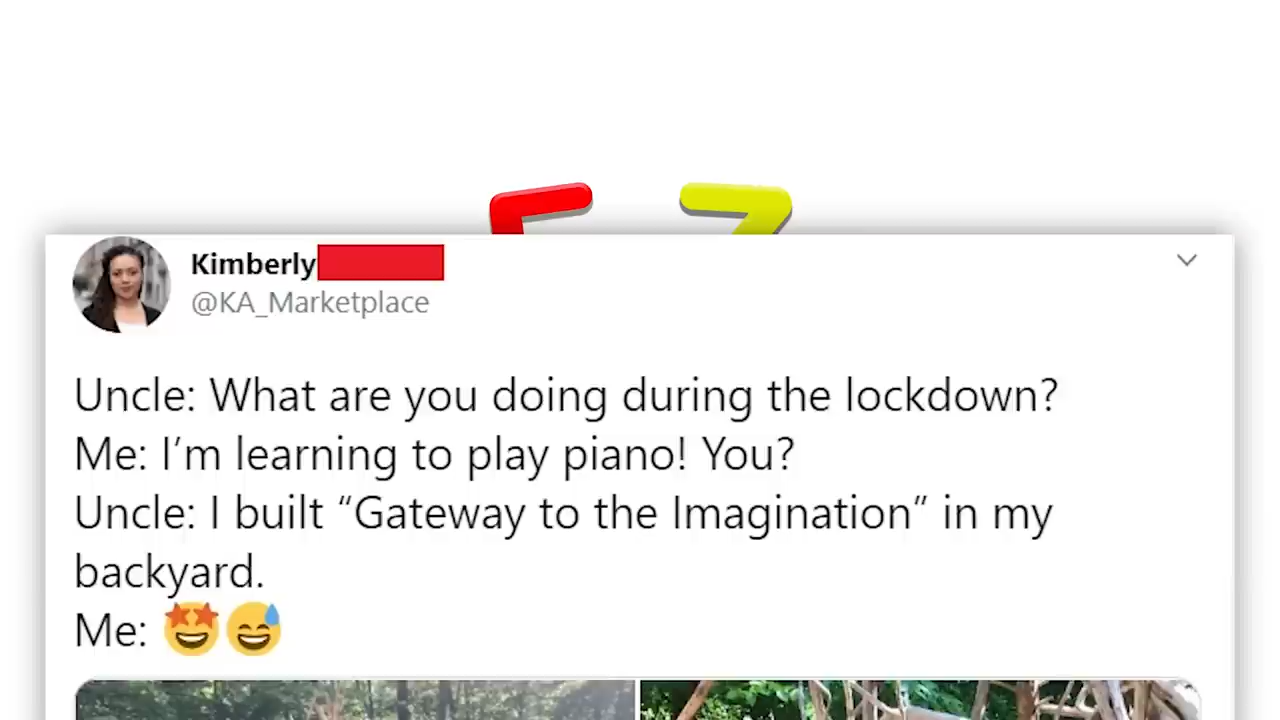 Kimberly
@KA_Marketplace
Uncle: What are you doing during the lockdown?
Me: I’m learning to play piano! You?
Uncle: I built “Gateway to the Imagination” in my
backyard.
Me: 🤩😅